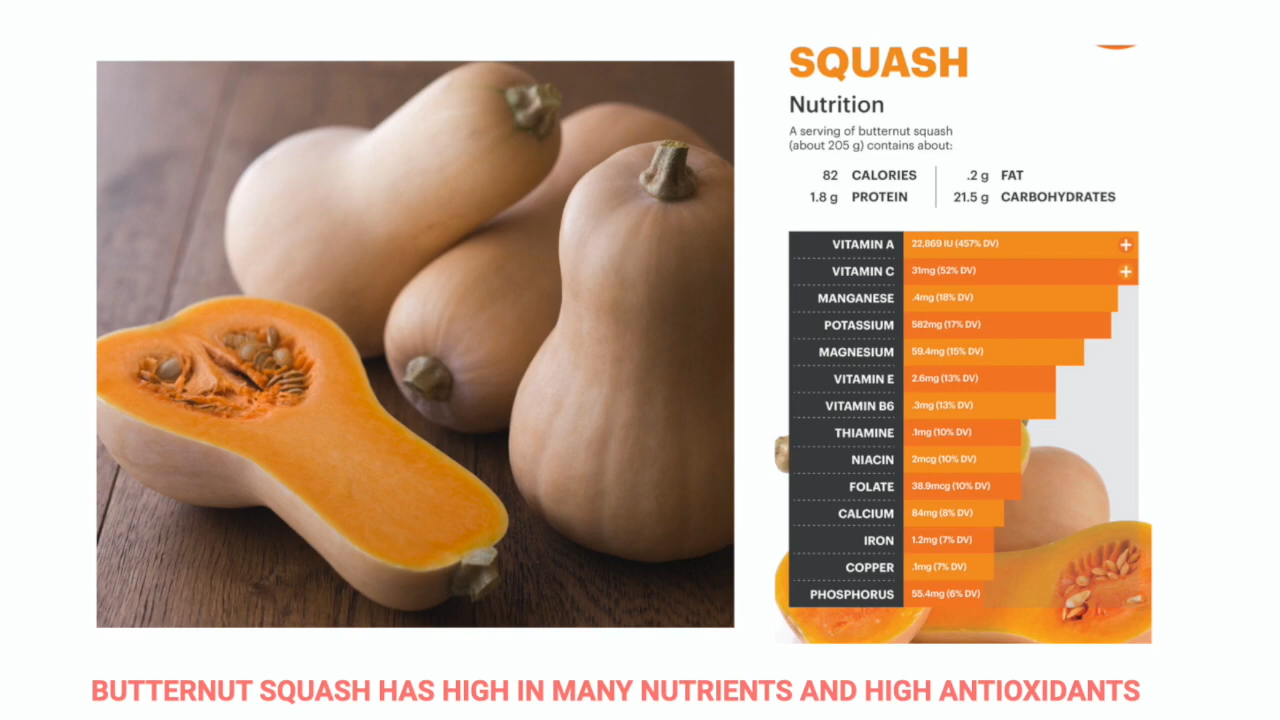 SQUASH
Nutrition
A serving of butternut squash
(about 205 g) contains about:
82 CALORIES .2 g FAT
1.8 g PROTEIN 21.5 g CARBOHYDRATES
VITAMIN A 22,869 IU (457% DV) +
VITAMIN C 31mg (52% DV) +
MANGANESE .4mg (18% DV)
POTASSIUM 582mg (17% DV)
MAGNESIUM 59.4mg (15% DV)
VITAMIN E 2.6mg (13% DV)
VITAMIN B6 .3mg (13% DV)
THIAMINE .1mg (10% DV)
NIACIN 2mcg (10% DV)
FOLATE 38.9mcg (10% DV)
CALCIUM 84mg (8% DV)
IRON 1.2mg (7% DV)
COPPER .1mg (7% DV)
PHOSPHORUS 55.4mg (6% DV)
BUTTERNUT SQUASH HAS HIGH IN MANY NUTRIENTS AND HIGH ANTIOXIDANTS